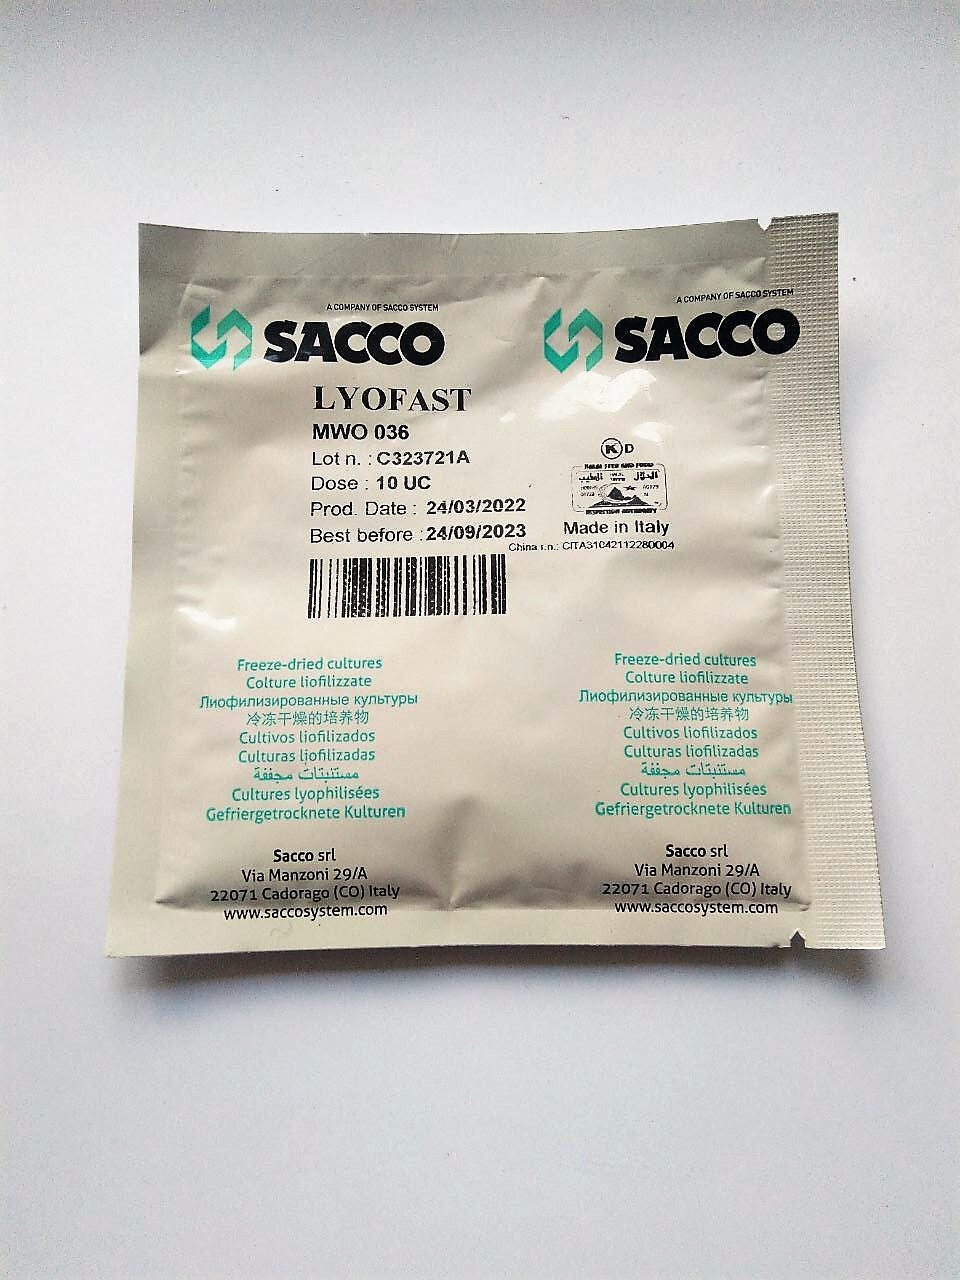 A COMPANY OF SACCO SYSTEM
SACCO
LYOFAST
MWO 036
Lot n. : C323721A
Dose : 10 UC
Prod. Date : 24/03/2022
Best before : 24/09/2023
Freeze-dried cultures
Colture liofilizzate
Лиофилизированные культуры
冷冻干燥的培养物
Cultivos liofilizados
Culturas liofilizadas
مستنبتات مجففة
Cultures lyophilisées
Gefriergetrocknete Kulturen
Sacco srl
Via Manzoni 29/A
22071 Cadorago (CO) Italy
www.saccosystem.com
A COMPANY OF SACCO SYSTEM
SACCO
K D
الحلال الطيب
INSPECTION AUTHORITY
Made in Italy
China r.n.: CITA31042112280004
Freeze-dried cultures
Colture liofilizzate
Лиофилизированные культуры
冷冻干燥的培养物
Cultivos liofilizados
Culturas liofilizadas
مستنبتات مجففة
Cultures lyophilisées
Gefriergetrocknete Kulturen
Sacco srl
Via Manzoni 29/A
22071 Cadorago (CO) Italy
www.saccosystem.com